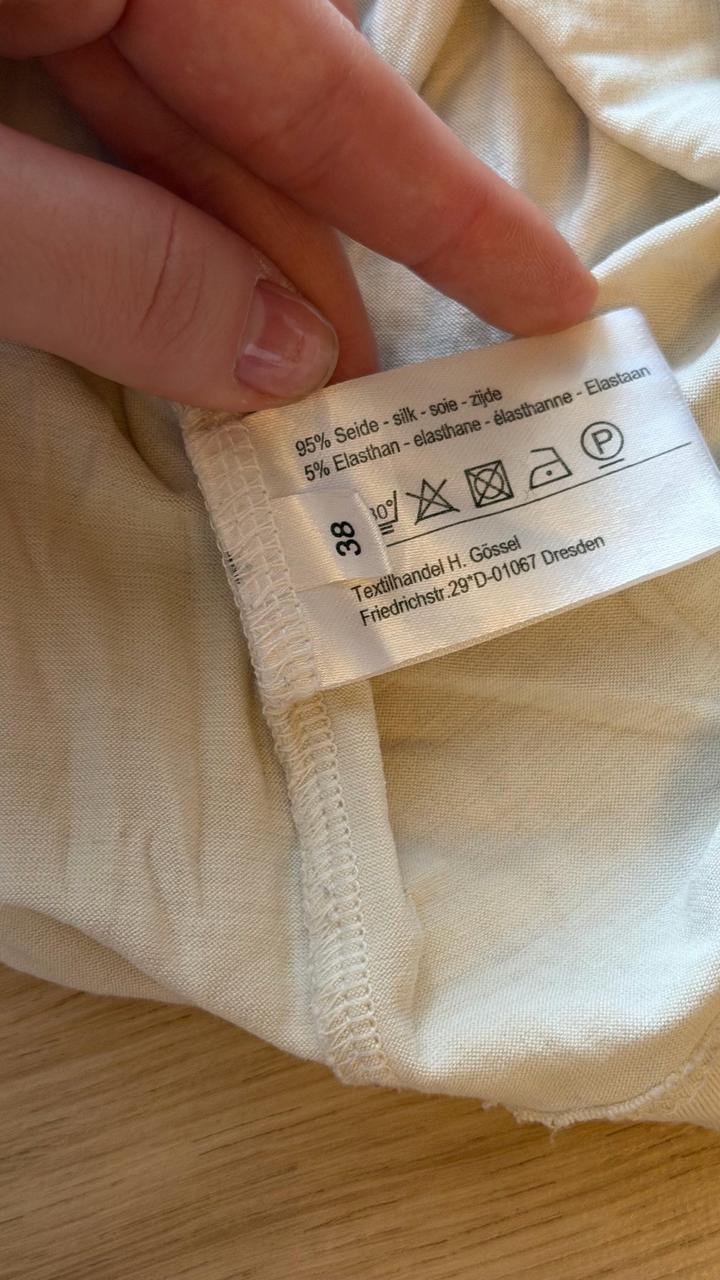 95% Seide - silk - soie - zijde
5% Elasthan - elasthane - élasthanne - Elastaan
30°
P
38
Textilhandel H. Gössel
Friedrichstr.29*D-01067 Dresden